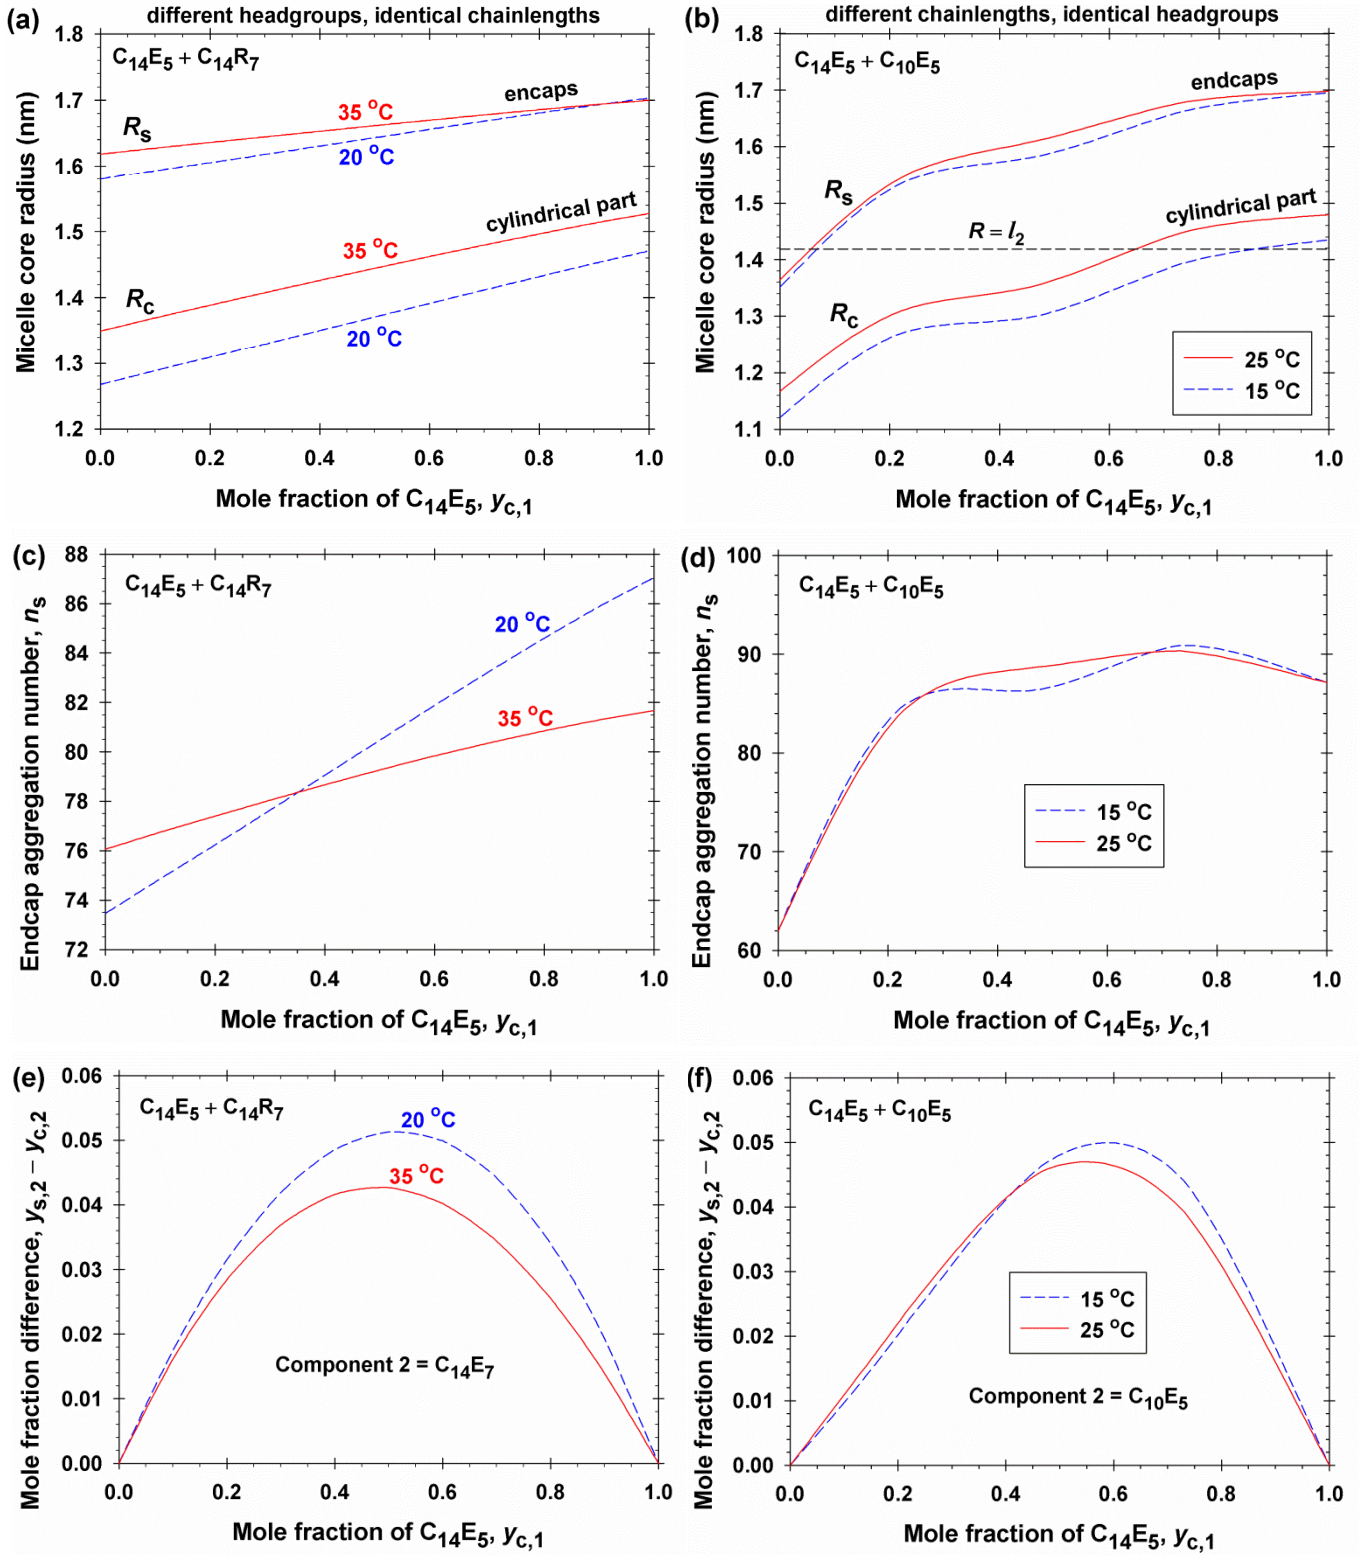 (a)
different headgroups, identical chainlengths
C14E5 + C14R7
Micelle core radius (nm)
1.8
1.7
1.6
1.5
1.4
1.3
1.2
encaps
35 °C
Rs
20 °C
cylindrical part
35 °C
Rc
20 °C
0.0 0.2 0.4 0.6 0.8 1.0
Mole fraction of C14E5, yc,1
(b)
different chainlengths, identical headgroups
C14E5 + C10E5
Micelle core radius (nm)
1.8
1.7
1.6
1.5
1.4
1.3
1.2
1.1
endcaps
Rs
cylindrical part
R = l2
Rc
25 °C
15 °C
0.0 0.2 0.4 0.6 0.8 1.0
Mole fraction of C14E5, yc,1
(c)
C14E5 + C14R7
Endcap aggregation number, ns
88
86
84
82
80
78
76
74
72
20 °C
35 °C
0.0 0.2 0.4 0.6 0.8 1.0
Mole fraction of C14E5, yc,1
(d)
C14E5 + C10E5
Endcap aggregation number, ns
100
90
80
70
60
15 °C
25 °C
0.0 0.2 0.4 0.6 0.8 1.0
Mole fraction of C14E5, yc,1
(e)
C14E5 + C14R7
Mole fraction difference, ys,2 − yc,2
0.06
0.05
0.04
0.03
0.02
0.01
0.00
20 °C
35 °C
Component 2 = C14E7
0.0 0.2 0.4 0.6 0.8 1.0
Mole fraction of C14E5, yc,1
(f)
C14E5 + C10E5
Mole fraction difference, ys,2 − yc,2
0.06
0.05
0.04
0.03
0.02
0.01
0.00
15 °C
25 °C
Component 2 = C10E5
0.0 0.2 0.4 0.6 0.8 1.0
Mole fraction of C14E5, yc,1